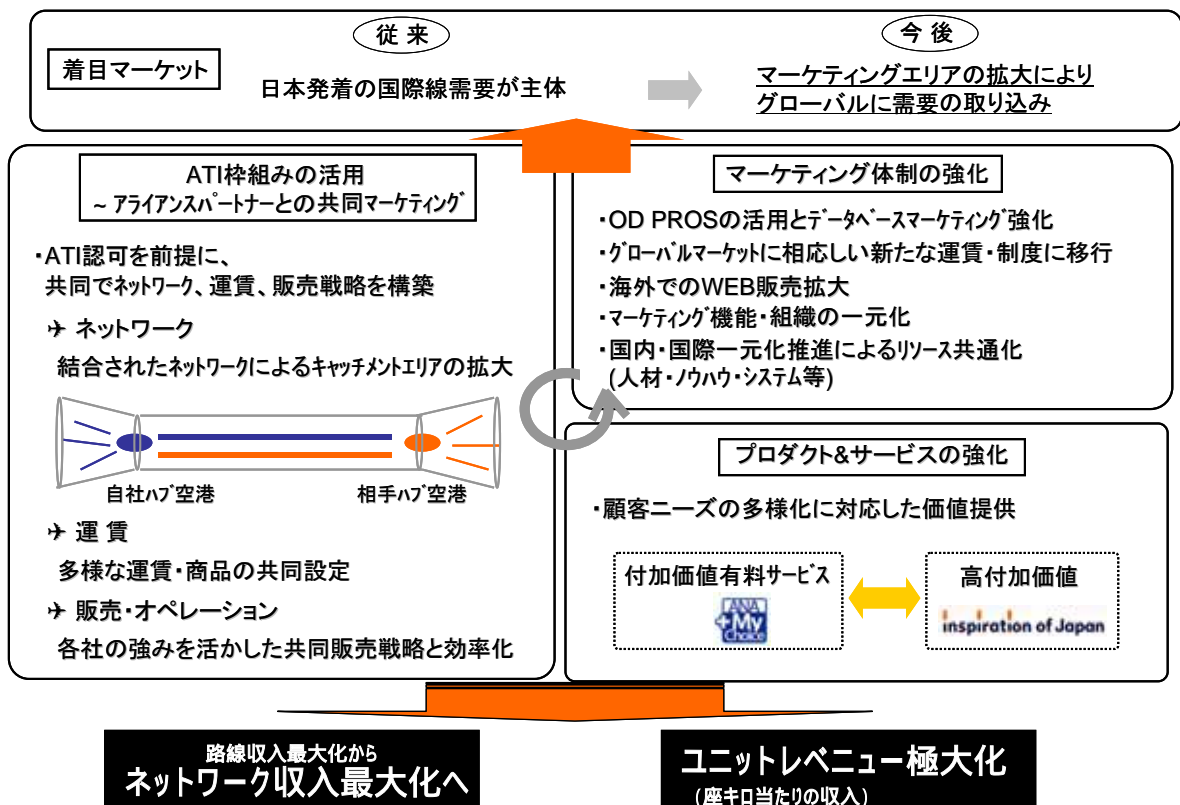 従 来
今 後
着目マーケット
日本発着の国際線需要が主体
マーケティングエリアの拡大により
グローバルに需要の取り込み
ATI枠組みの活用
~ ｱﾗｲｱﾝｽﾊﾟｰﾄﾅｰとの共同ﾏｰｹﾃｨﾝｸﾞ
・ATI認可を前提に、
共同でネットワーク、運賃、販売戦略を構築
✈ ネットワーク
結合されたネットワークによるｷｬｯﾁﾒﾝﾄｴﾘｱの拡大
自社ﾊﾌﾞ空港
相手ﾊﾌﾞ空港
✈ 運 賃
多様な運賃・商品の共同設定
✈ 販売・オペレーション
各社の強みを活かした共同販売戦略と効率化
マーケティング体制の強化
・OD PROSの活用とﾃﾞｰﾀﾍﾞｰｽマーケティング強化
・ｸﾞﾛｰﾊﾞﾙマーケットに相応しい新たな運賃・制度に移行
・海外でのWEB販売拡大
・ﾏｰｹﾃｨﾝｸﾞ機能・組織の一元化
・国内・国際一元化推進によるﾘｿｰｽ共通化
(人材・ﾉｳﾊｳ・ｼｽﾃﾑ等)
プロダクト&サービスの強化
・顧客ニーズの多様化に対応した価値提供
付加価値有料サービス
ANA
+My
Choice
高付加価値
inspiration of Japan
路線収入最大化から
ネットワーク収入最大化へ
ユニットレベニュー極大化
(座キロ当たりの収入)